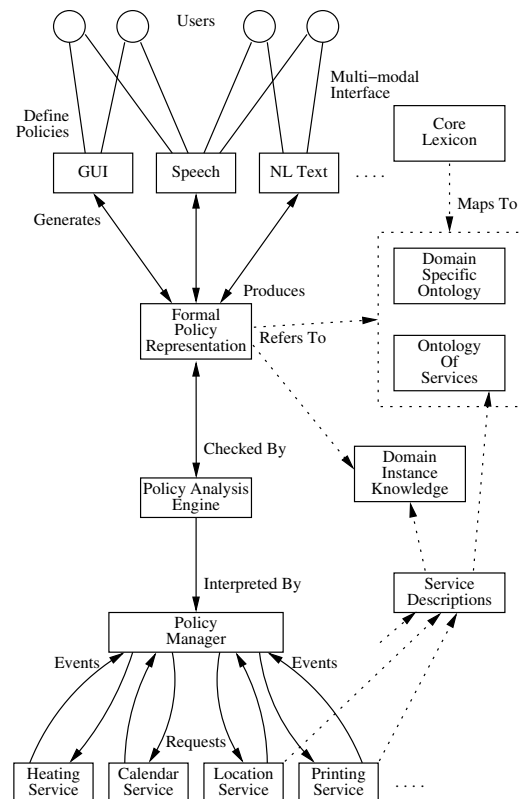 Users
Multi−modal
Interface
Define
Policies
Core
Lexicon
GUI
Speech
NL Text
....
Maps To
Generates
Domain
Specific
Ontology
Produces
Formal
Policy
Representation
Refers To
Ontology
Of
Services
Checked By
Domain
Instance
Knowledge
Policy Analysis
Engine
Interpreted By
Service
Descriptions
Policy
Manager
Events
Events
Requests
Heating
Service
Calendar
Service
Location
Service
Printing
Service
....